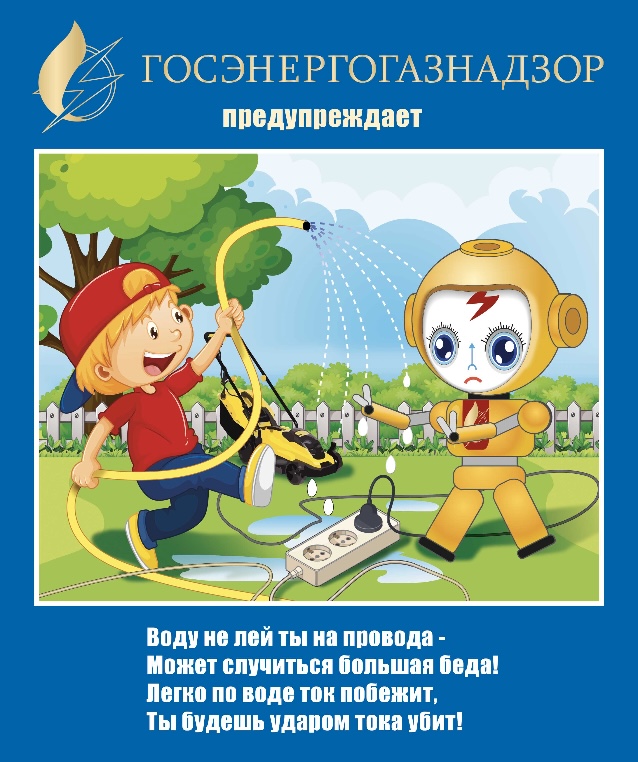 ГОСЭНЕРГОГАЗНАДЗОР
предупреждает
Воду не лей ты на провода -
Может случиться большая беда!
Легко по воде ток побежит,
Ты будешь ударом тока убит!